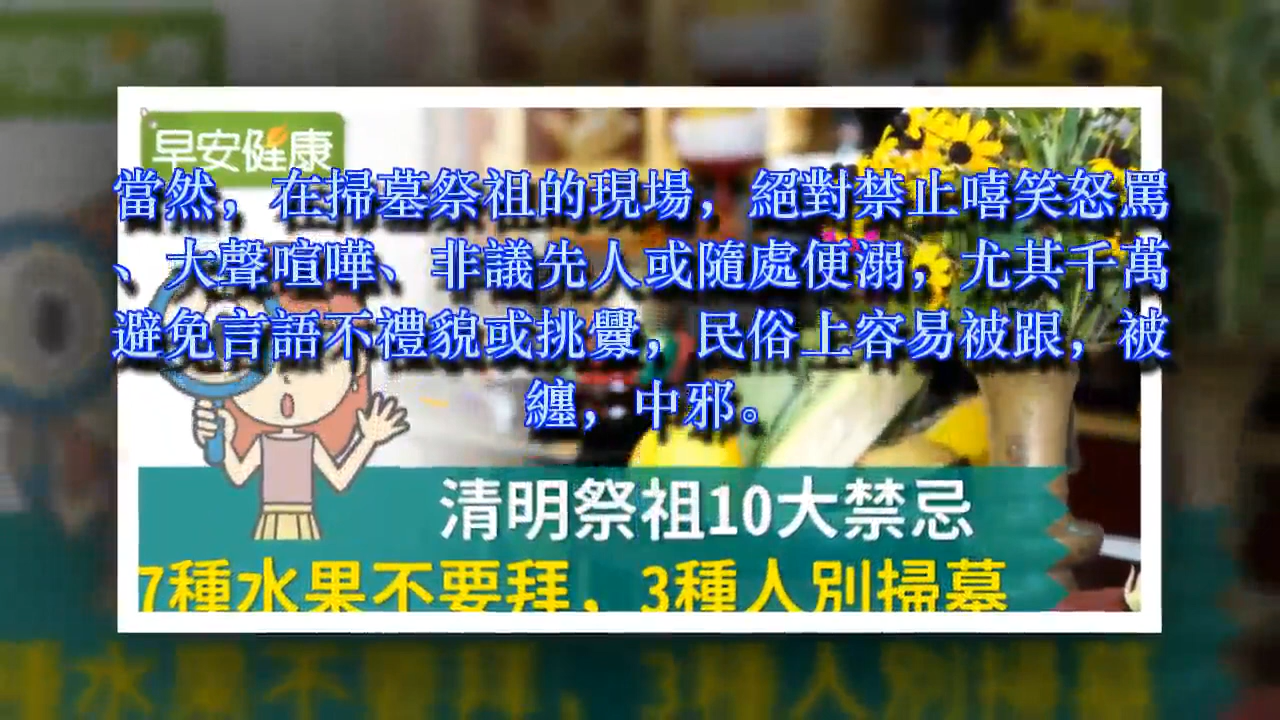 早安健康
當然，在掃墓祭祖的現場，絕對禁止嘻笑怒罵
、大聲喧嘩、非議先人或隨處便溺，尤其千萬
避免言語不禮貌或挑釁，民俗上容易被跟，被
纏，中邪。
清明祭祖10大禁忌
7種水果不要拜，3種人別掃墓